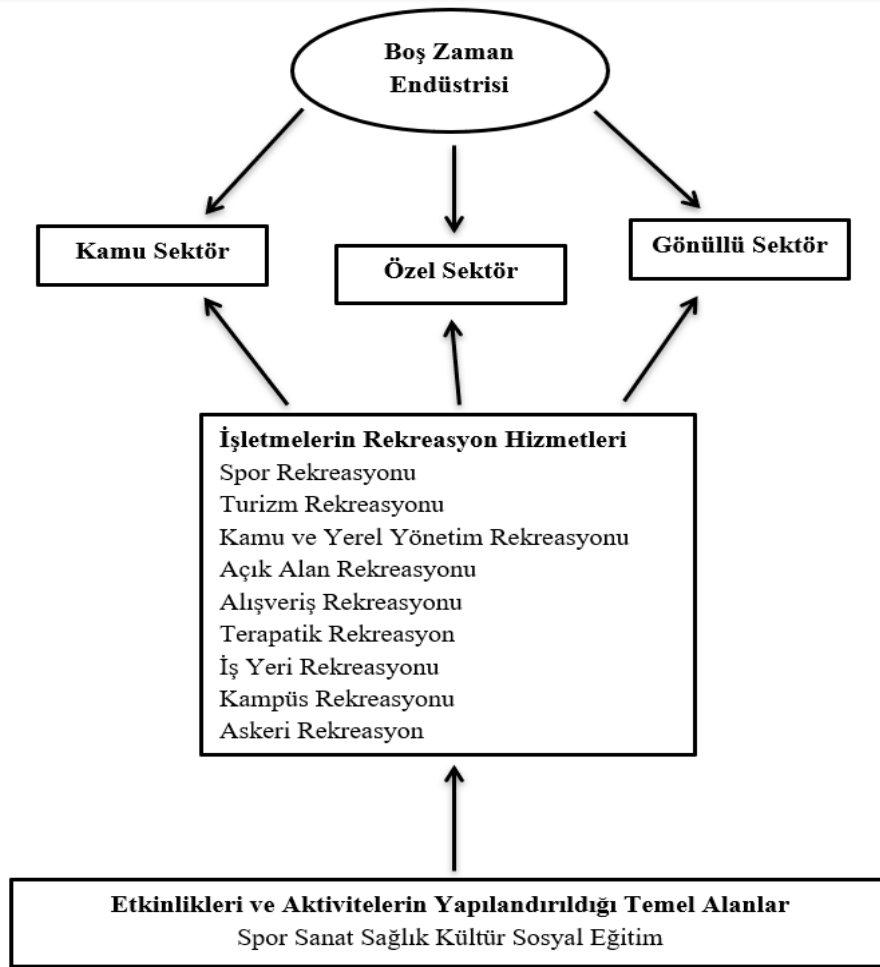 Boş Zaman
Endüstrisi
Kamu Sektör
Özel Sektör
Gönüllü Sektör
İşletmelerin Rekreasyon Hizmetleri
Spor Rekreasyonu
Turizm Rekreasyonu
Kamu ve Yerel Yönetim Rekreasyonu
Açık Alan Rekreasyonu
Alışveriş Rekreasyonu
Terapatik Rekreasyon
İş Yeri Rekreasyonu
Kampüs Rekreasyonu
Askeri Rekreasyon
Etkinlikleri ve Aktivitelerin Yapılandırıldığı Temel Alanlar
Spor Sanat Sağlık Kültür Sosyal Eğitim